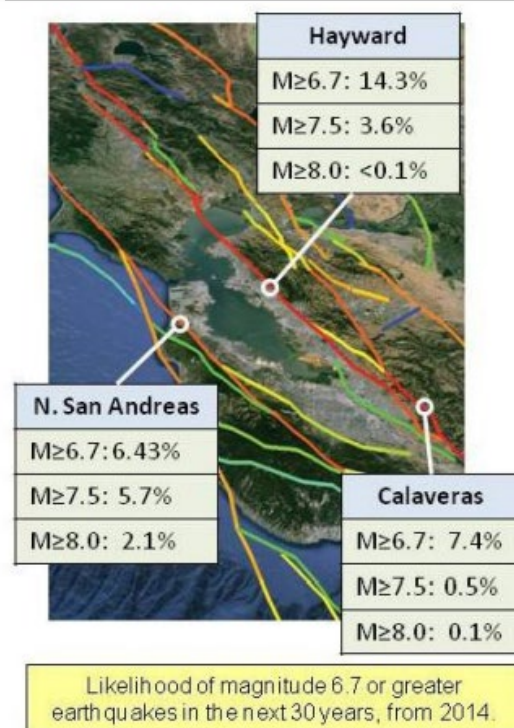 Hayward
M≥6.7: 14.3%
M≥7.5: 3.6%
M≥8.0: <0.1%
N. San Andreas
M≥6.7: 6.43%
M≥7.5: 5.7%
M≥8.0: 2.1%
Calaveras
M≥6.7: 7.4%
M≥7.5: 0.5%
M≥8.0: 0.1%
Likelihood of magnitude 6.7 or greater
earthquakes in the next 30 years, from 2014.